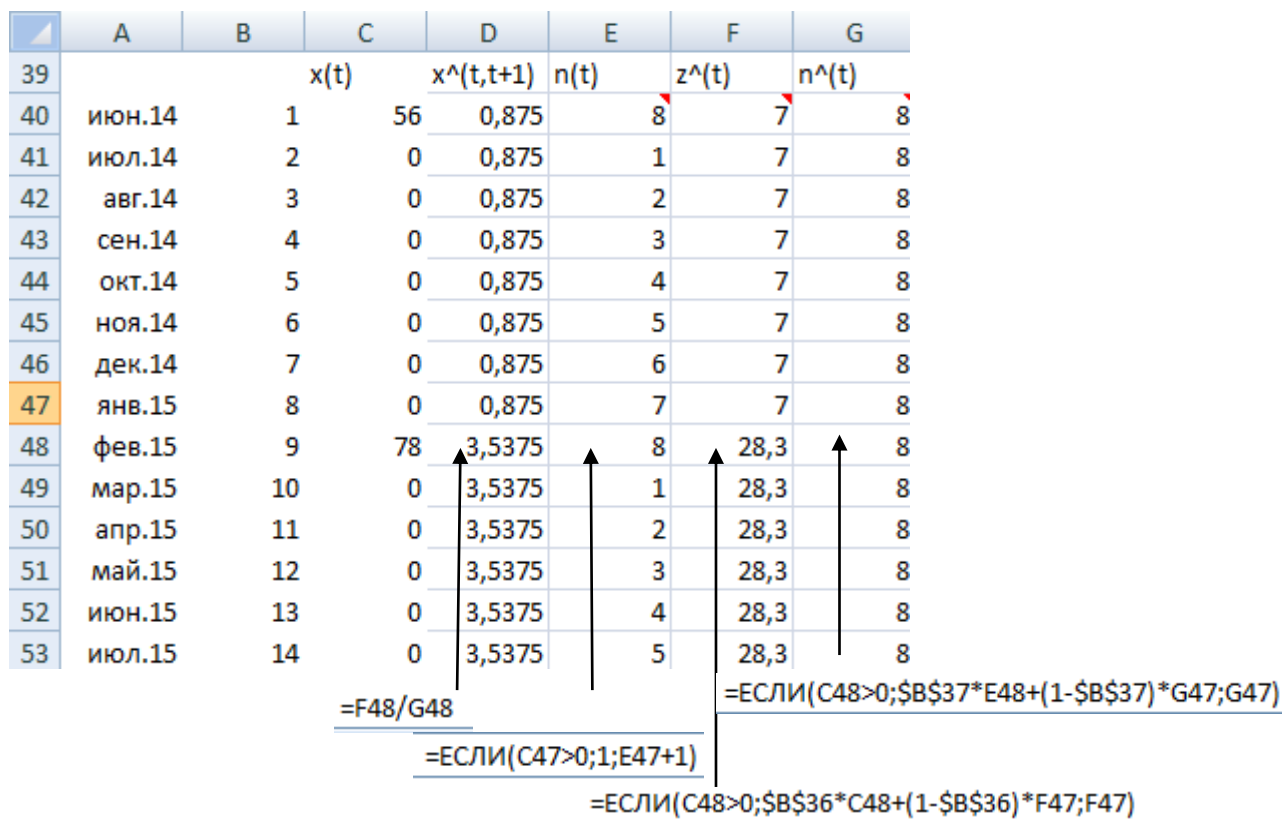 A B C D E F G
39 x(t) x^(t,t+1) n(t) z^(t) n^(t)
40 июн.14 1 56 0,875 8 7 8
41 июл.14 2 0 0,875 1 7 8
42 авг.14 3 0 0,875 2 7 8
43 сен.14 4 0 0,875 3 7 8
44 окт.14 5 0 0,875 4 7 8
45 ноя.14 6 0 0,875 5 7 8
46 дек.14 7 0 0,875 6 7 8
47 янв.15 8 0 0,875 7 7 8
48 фев.15 9 78 3,5375 8 28,3 8
49 мар.15 10 0 3,5375 1 28,3 8
50 апр.15 11 0 3,5375 2 28,3 8
51 май.15 12 0 3,5375 3 28,3 8
52 июн.15 13 0 3,5375 4 28,3 8
53 июл.15 14 0 3,5375 5 28,3 8
=ЕСЛИ(C48>0;$B$37*E48+(1-$B$37)*G47;G47)
=F48/G48
=ЕСЛИ(C47>0;1;E47+1)
=ЕСЛИ(C48>0;$B$36*C48+(1-$B$36)*F47;F47)